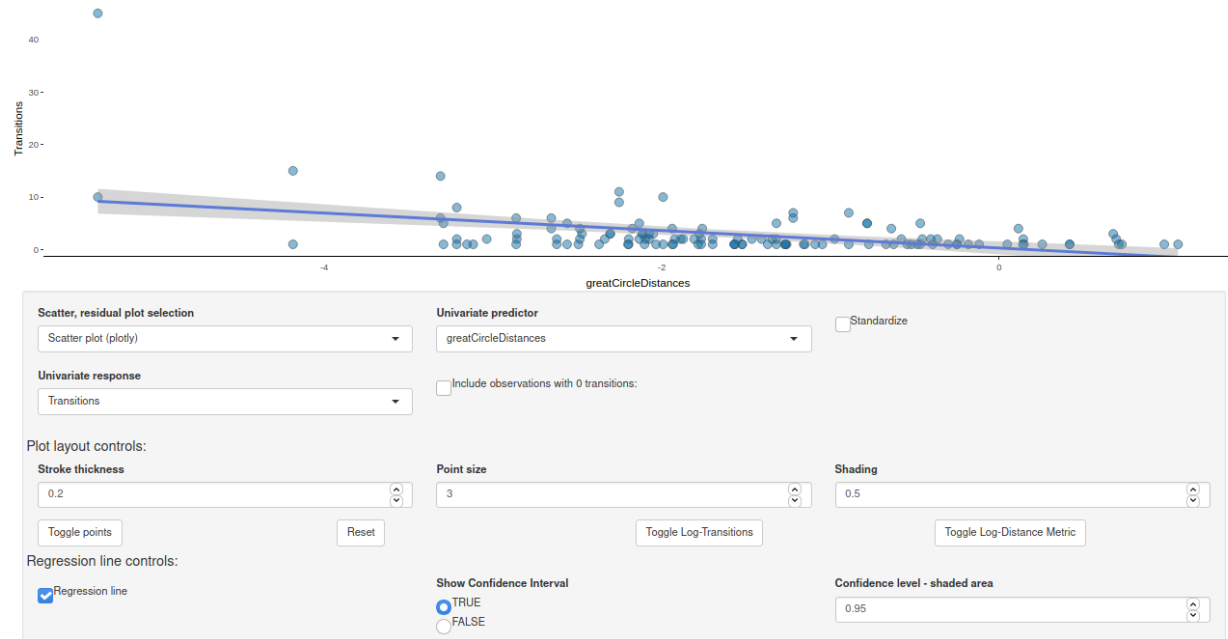 40
30
20
10
0
Transitions
-4 -2 0
greatCircleDistances
Scatter, residual plot selection Univariate predictor
Standardize
Scatter plot (plotly) greatCircleDistances
Univariate response
Include observations with 0 transitions:
Transitions
Plot layout controls:
Stroke thickness Point size Shading
0.2 3 0.5
Toggle points Reset Toggle Log-Transitions Toggle Log-Distance Metric
Regression line controls:
Show Confidence Interval Confidence level - shaded area
Regression line
TRUE
0.95
FALSE